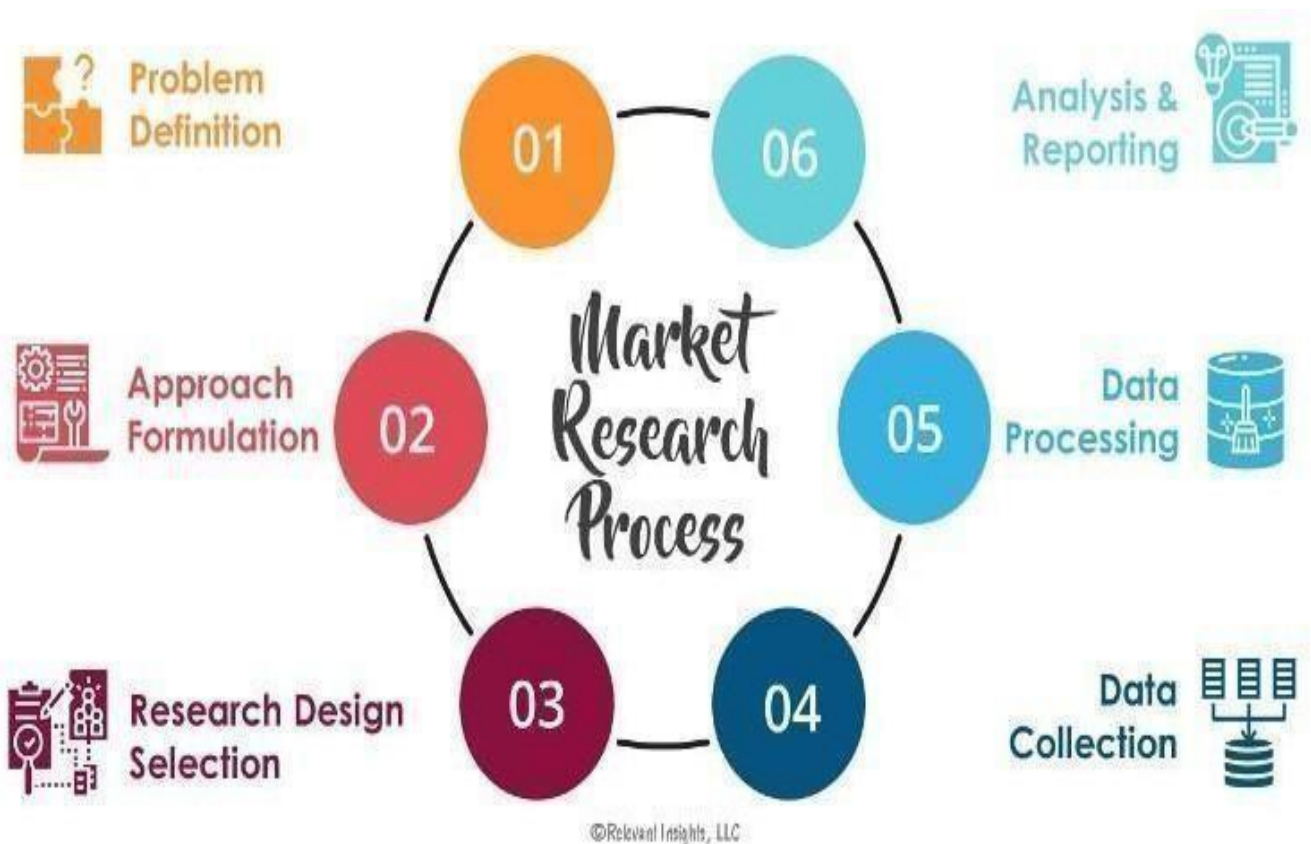 Problem
Definition
01
Approach
Formulation
02
Research Design
Selection
03
Market
Research
Process
06
Analysis &
Reporting
05
Data
Processing
04
Data
Collection
©Relevant Insights, LLC